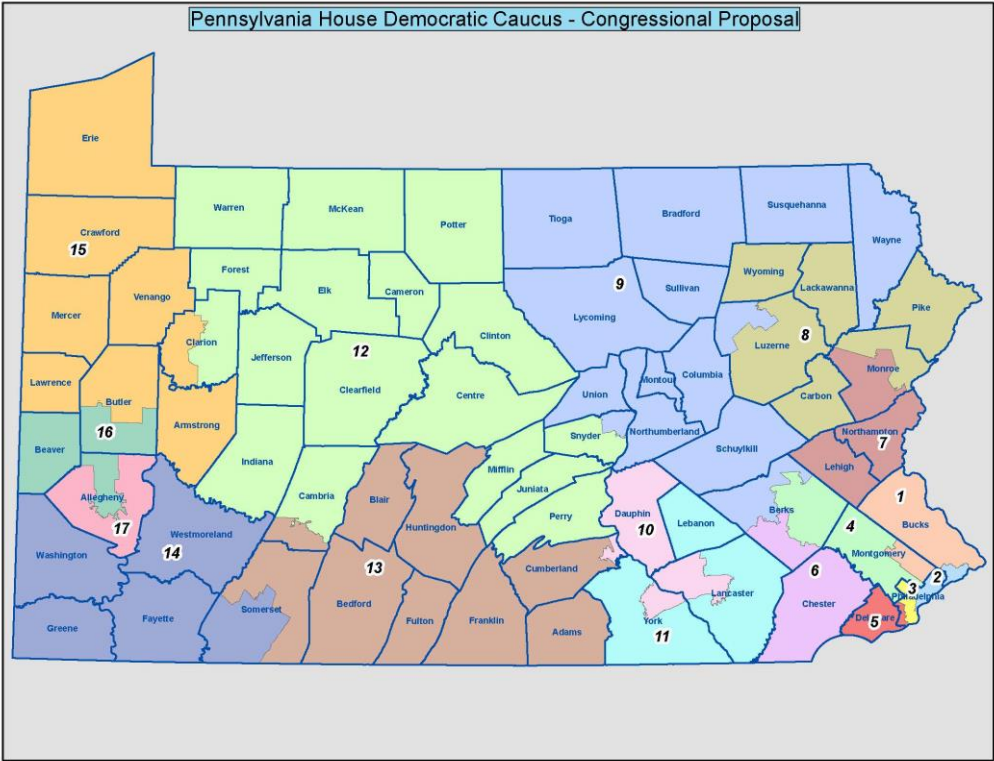 Pennsylvania House Democratic Caucus - Congressional Proposal
Erie
Warren
McKean
Potter
Tioga
Bradford
Susquehanna
Wayne
Crawford
15
Forest
Elk
Cameron
9
Sullivan
Wyoming
Lackawanna
Pike
Mercer
Venango
Lycoming
Clinton
Luzerne
8
Clarion
Jefferson
12
Clearfield
Monroe
Lawrence
Butler
Centre
Union
Montour
Columbia
Carbon
Armstrong
16
Beaver
Snyder
Northumberland
Northampton
7
Indiana
Mifflin
Schuylkill
Lehigh
Allegheny
17
Cambria
Blair
Juniata
Huntingdon
Perry
Dauphin
10
Lebanon
Berks
4
1
Bucks
Washington
Westmoreland
14
Montgomery
13
Cumberland
6
2
3
Philadelphia
Greene
Fayette
Somerset
Bedford
Fulton
Franklin
Adams
York
11
Lancaster
Chester
Delaware
5